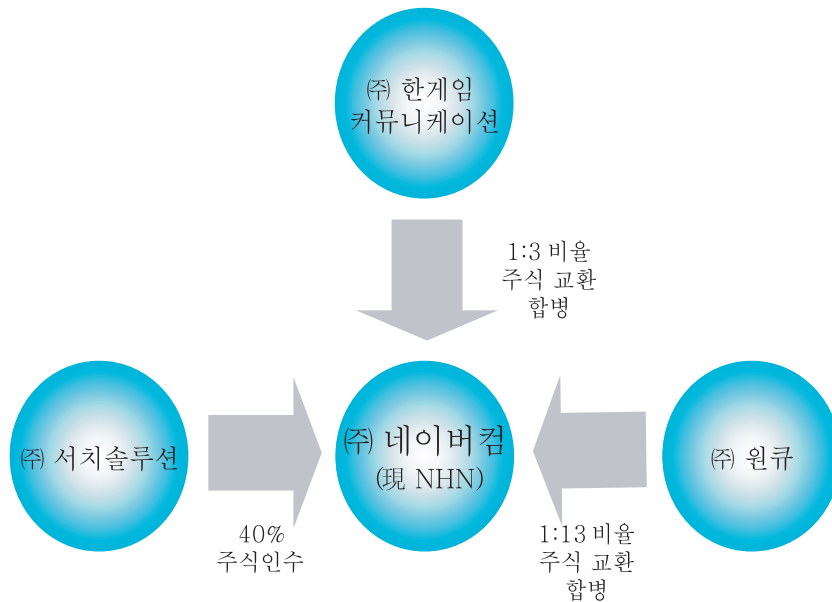 ㈜ 한게임
커뮤니케이션
1:3 비율
주식 교환
합병
㈜ 서치솔루션
40%
주식인수
㈜ 네이버컴
(現 NHN)
1:13 비율
주식 교환
합병
㈜ 원큐